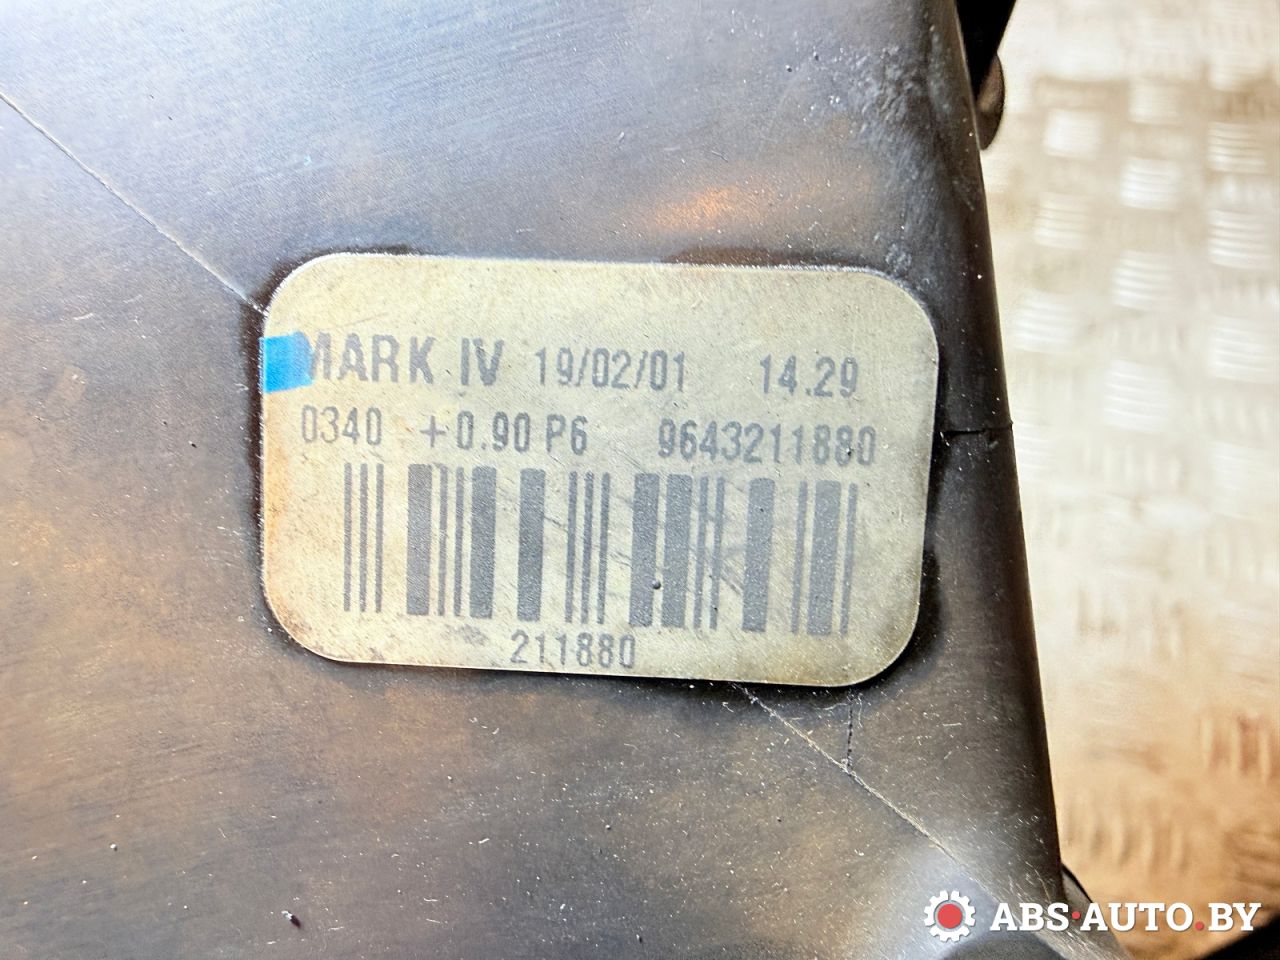 MARK IV 19/02/01 14.29
0340 +0.90 P6 9643211880
211880
ABS·AUTO.BY